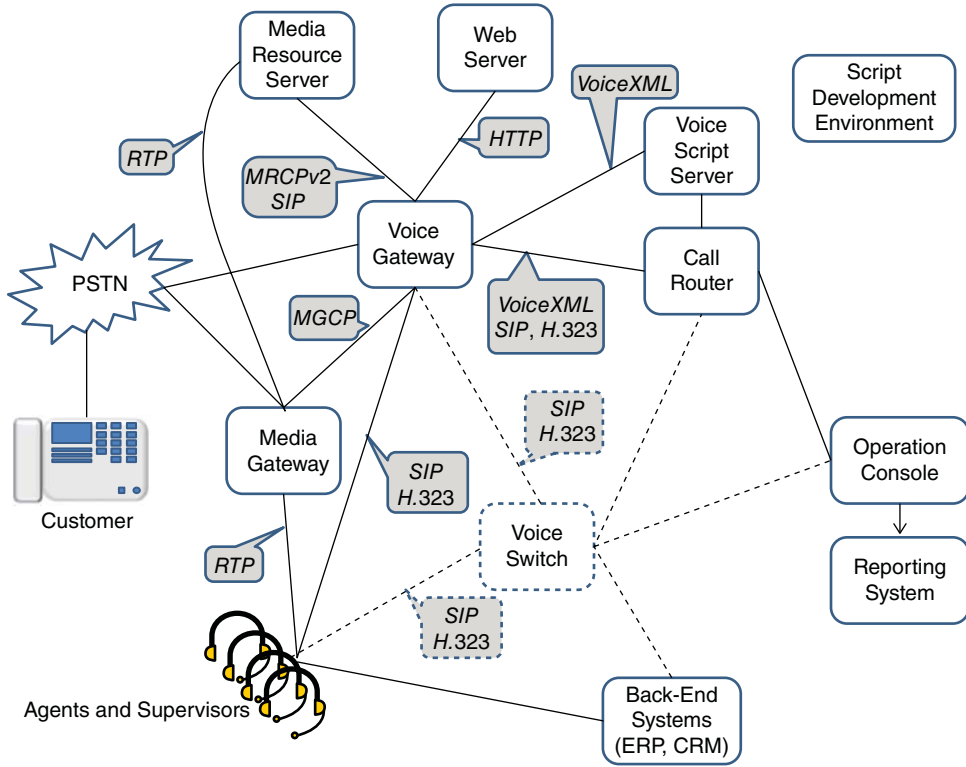 Media
Resource
Server
Web
Server
VoiceXML
Script
Development
Environment
RTP
HTTP
Voice
Script
Server
MRCPv2
SIP
Voice
Gateway
Call
Router
PSTN
MGCP
VoiceXML
SIP, H.323
SIP
H.323
Media
Gateway
SIP
H.323
Operation
Console
Customer
Voice
Switch
RTP
Reporting
System
SIP
H.323
Agents and Supervisors
Back-End
Systems
(ERP, CRM)